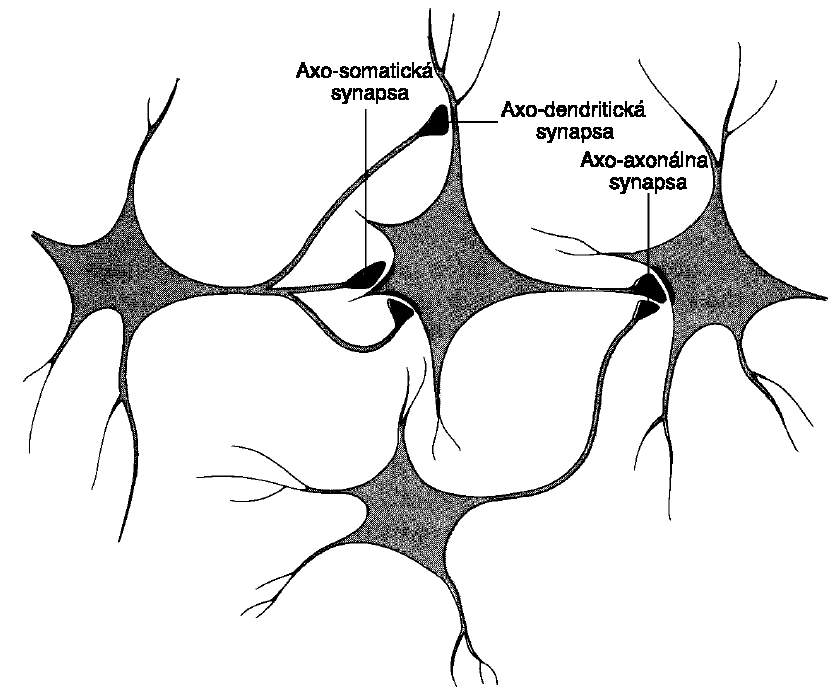 Axo-somatická
synapsa
Axo-dendritická
synapsa
Axo-axonálna
synapsa